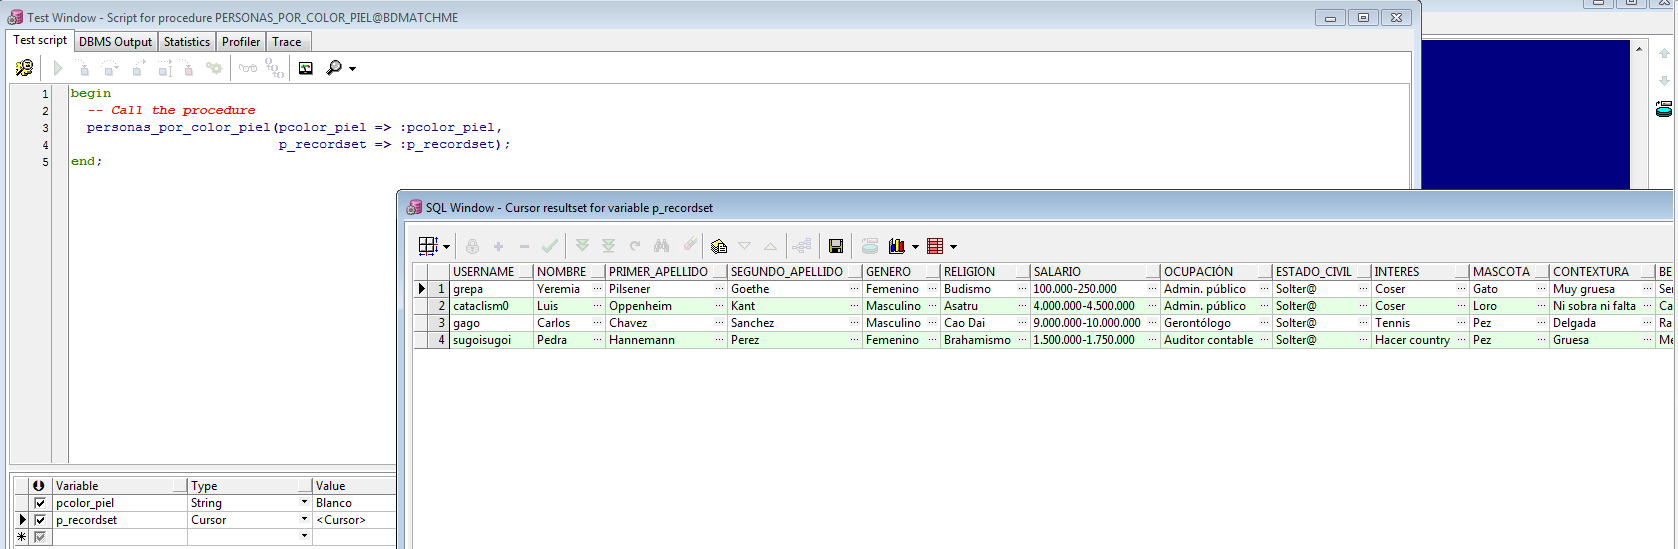 Test Window - Script for procedure PERSONAS_POR_COLOR_PIEL@BDMATCHME
Test script DBMS Output Statistics Profiler Trace
1 begin
2 -- Call the procedure
3 personas_por_color_piel(pcolor_piel => :pcolor_piel,
4 p_recordset => :p_recordset);
5 end;
SQL Window - Cursor resultset for variable p_recordset
USERNAME NOMBRE PRIMER_APELLIDO SEGUNDO_APELLIDO GENERO RELIGION SALARIO OCUPACIÓN ESTADO_CIVIL INTERES MASCOTA CONTEXTURA BE
1 grepa Yeremia Pilsener Goethe Femenino Budismo 100.000-250.000 Admin. público Solter@ Coser Gato Muy gruesa Ser
2 cataclism0 Luis Oppenheim Kant Masculino Asatru 4.000.000-4.500.000 Admin. público Solter@ Coser Loro Ni sobra ni falta Ca
3 gago Carlos Chavez Sanchez Masculino Cao Dai 9.000.000-10.000.000 Gerontólogo Solter@ Tennis Pez Delgada Ra
4 sugoisugoi Pedra Hannemann Perez Femenino Brahamismo 1.500.000-1.750.000 Auditor contable Solter@ Hacer country Pez Gruesa Me
Variable Type Value
pcolor_piel String Blanco
p_recordset Cursor <Cursor>